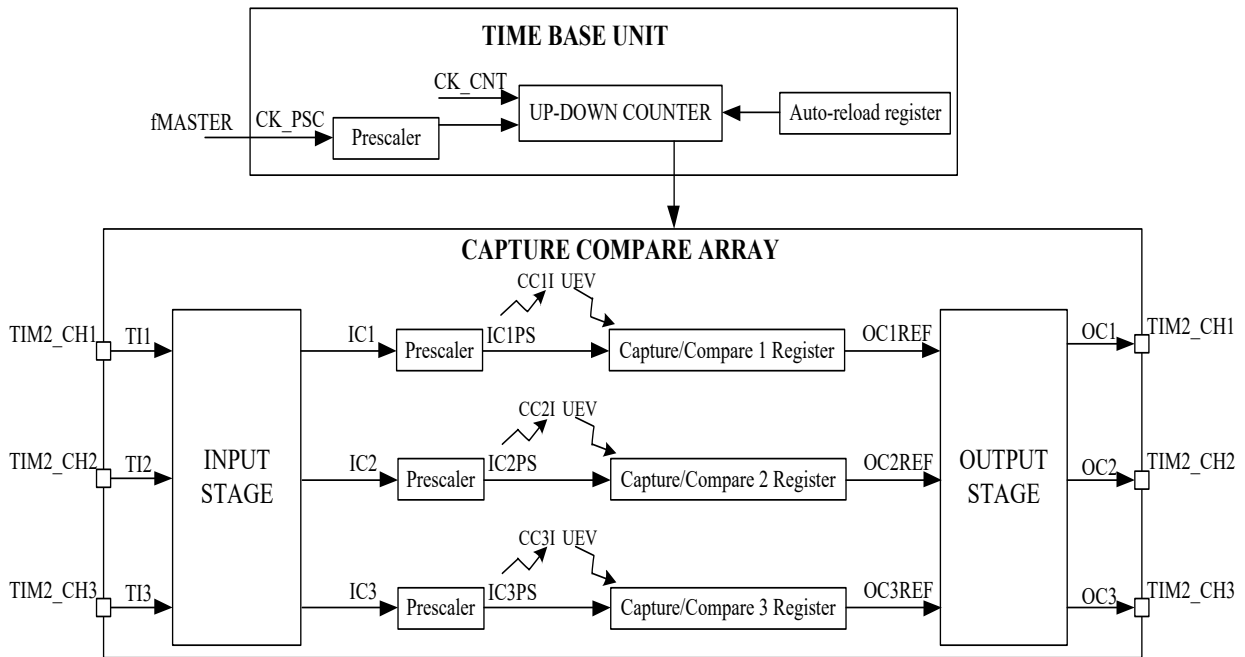 TIME BASE UNIT
CK_CNT
fMASTER
CK_PSC
Prescaler
UP-DOWN COUNTER
Auto-reload register
CAPTURE COMPARE ARRAY
CC1I UEV
TIM2_CH1
TI1
IC1
Prescaler
IC1PS
Capture/Compare 1 Register
OC1REF
OC1
TIM2_CH1
CC2I UEV
TIM2_CH2
TI2
INPUT
STAGE
IC2
Prescaler
IC2PS
Capture/Compare 2 Register
OC2REF
OUTPUT
STAGE
OC2
TIM2_CH2
CC3I UEV
TIM2_CH3
TI3
IC3
Prescaler
IC3PS
Capture/Compare 3 Register
OC3REF
OC3
TIM2_CH3